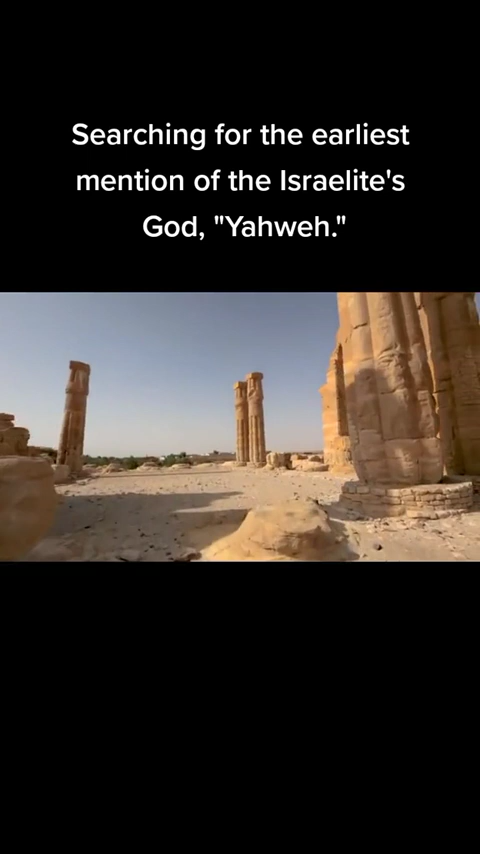 Searching for the earliest
mention of the Israelite's
God, "Yahweh."